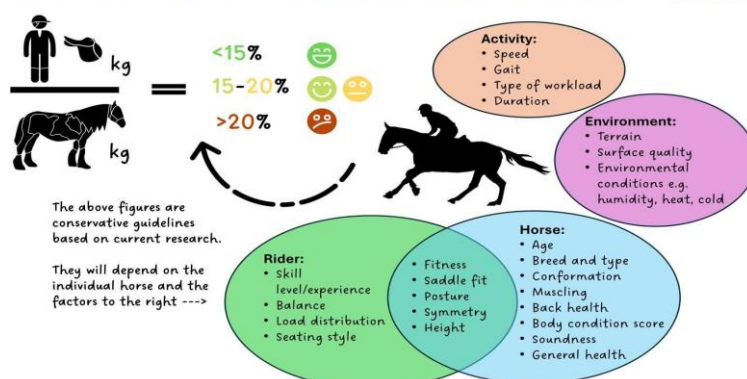 kg
kg
=
<15%
15-20%
>20%
The above figures are
conservative guidelines
based on current research.
They will depend on the
individual horse and the
factors to the right --->
Activity:
• Speed
• Gait
• Type of workload
• Duration
Environment:
• Terrain
• Surface quality
• Environmental
conditions e.g.
humidity, heat, cold
Rider:
• Skill
level/experience
• Balance
• Load distribution
• Seating style
• Fitness
• Saddle fit
• Posture
• Symmetry
• Height
Horse:
• Age
• Breed and type
• Conformation
• Muscling
• Back health
• Body condition score
• Soundness
• General health